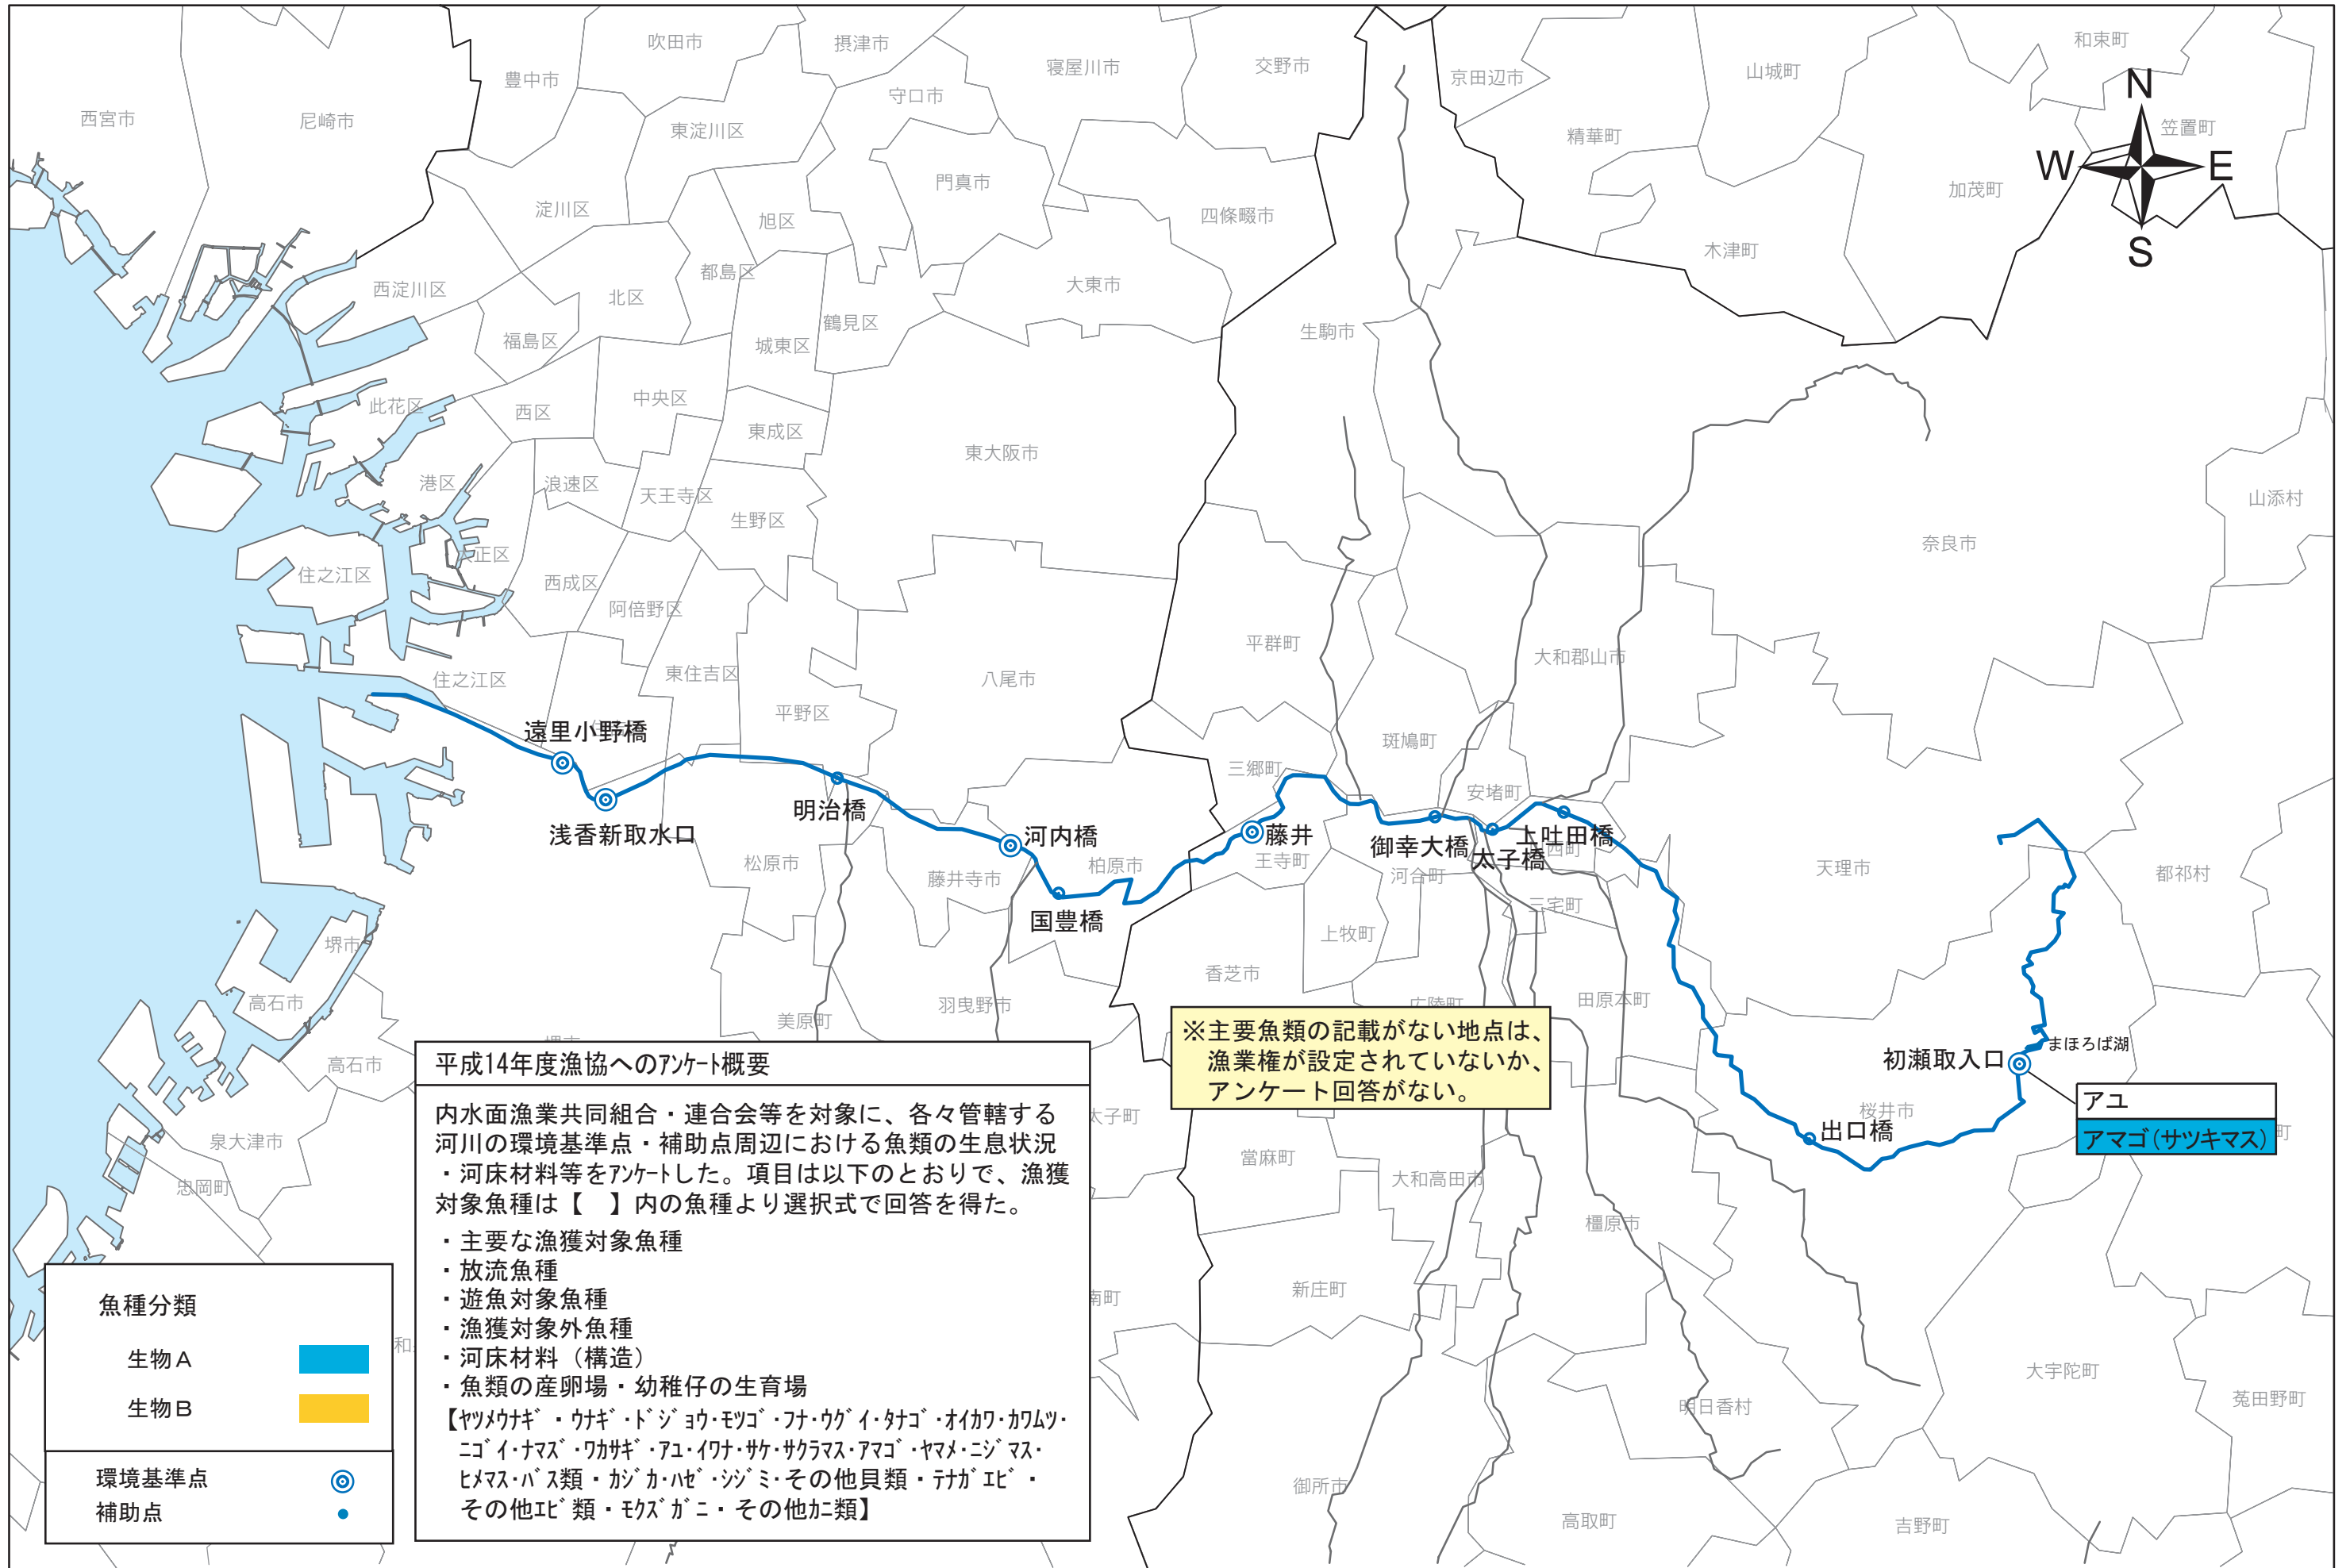 吹田市
摂津市
和束町
豊中市
寝屋川市
交野市
京田辺市
山城町
N
西宮市
尼崎市
守口市
東淀川区
精華町
笠置町
W
E
門真市
加茂町
淀川区
旭区
四條畷市
木津町
S
都島区
西淀川区
北区
大東市
鶴見区
生駒市
福島区
城東区
此花区
中央区
西区
東成区
東大阪市
港区
浪速区
天王寺区
山添村
生野区
奈良市
大正区
住之江区
西成区
阿倍野区
平群町
大和郡山市
東住吉区
住之江区
八尾市
平野区
遠里小野橋
斑鳩町
三郷町
安堵町
明治橋
浅香新取水口
河内橋
藤井
御幸大橋
上吐田橋
太子橋
松原市
柏原市
王寺町
河合町
天理市
都祁村
藤井寺市
国豊橋
三宅町
上牧町
堺市
香芝市
高石市
羽曳野市
広陵町
田原本町
美原町
※主要魚類の記載がない地点は、
漁業権が設定されていないか、
アンケート回答がない。
まほろば湖
初瀬取入口
高石市
平成14年度漁協へのアンケート概要
アユ
アマゴ(サツキマス)
桜井市
出口橋
内水面漁業共同組合・連合会等を対象に、各々管轄する
河川の環境基準点・補助点周辺における魚類の生息状況
・河床材料等をアンケートした。項目は以下のとおりで、漁獲
対象魚種は【　】内の魚種より選択式で回答を得た。
・主要な漁獲対象魚種
・放流魚種
・遊魚対象魚種
・漁獲対象外魚種
・河床材料（構造）
・魚類の産卵場・幼稚仔の生育場
【ヤツメウナギ・ウナギ・ドジョウ・モツゴ・フナ・ウグイ・タナゴ・オイカワ・カワムツ・
ニゴイ・ナマズ・ワカサギ・アユ・イワナ・サケ・サクラマス・アマゴ・ヤマメ・ニジマス・
ヒメマス・バス類・カジカ・ハゼ・シジミ・その他貝類・テナガエビ・
その他エビ類・モクズガニ・その他カニ類】
太子町
泉大津市
忠岡町
當麻町
大和高田市
橿原市
新庄町
南町
大宇陀町
菟田野町
明日香村
御所市
高取町
吉野町
魚種分類
生物A
生物B
環境基準点
補助点